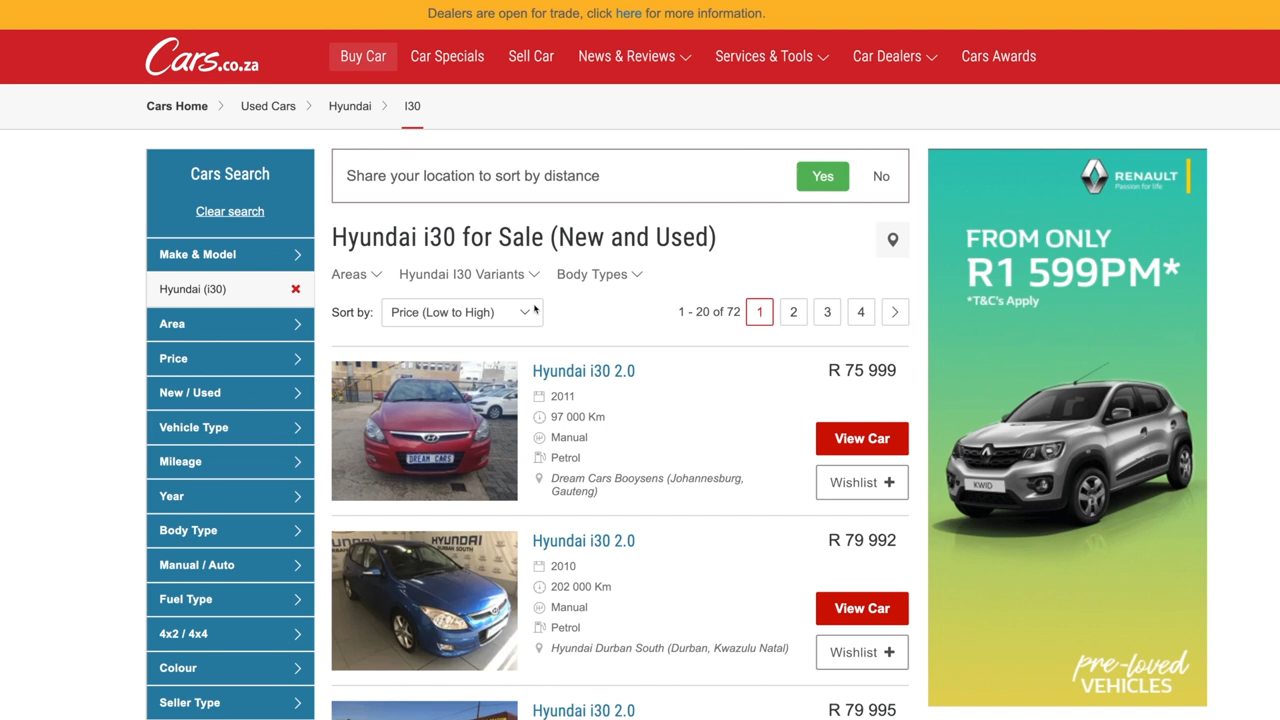 Dealers are open for trade, click here for more information.
Cars.co.za
Buy Car
Car Specials
Sell Car
News & Reviews
Services & Tools
Car Dealers
Cars Awards
Cars Home
Used Cars
Hyundai
I30
Cars Search
Clear search
Make & Model
Hyundai (i30)
Area
Price
New / Used
Vehicle Type
Mileage
Year
Body Type
Manual / Auto
Fuel Type
4x2 / 4x4
Colour
Seller Type
Share your location to sort by distance
Yes
No
Hyundai i30 for Sale (New and Used)
Areas
Hyundai I30 Variants
Body Types
Sort by:
Price (Low to High)
1 - 20 of 72
1
2
3
4
DREAM CARS
Hyundai i30 2.0
R 75 999
2011
97 000 Km
Manual
Petrol
Dream Cars Booysens (Johannesburg,
Gauteng)
View Car
Wishlist +
HYUNDAI
Hyundai i30 2.0
R 79 992
2010
202 000 Km
Manual
Petrol
Hyundai Durban South (Durban, Kwazulu Natal)
View Car
Wishlist +
Hyundai i30 2.0
R 79 995
RENAULT
Passion for life
FROM ONLY
R1 599PM*
*T&C's Apply
KWID
pre-loved
VEHICLES